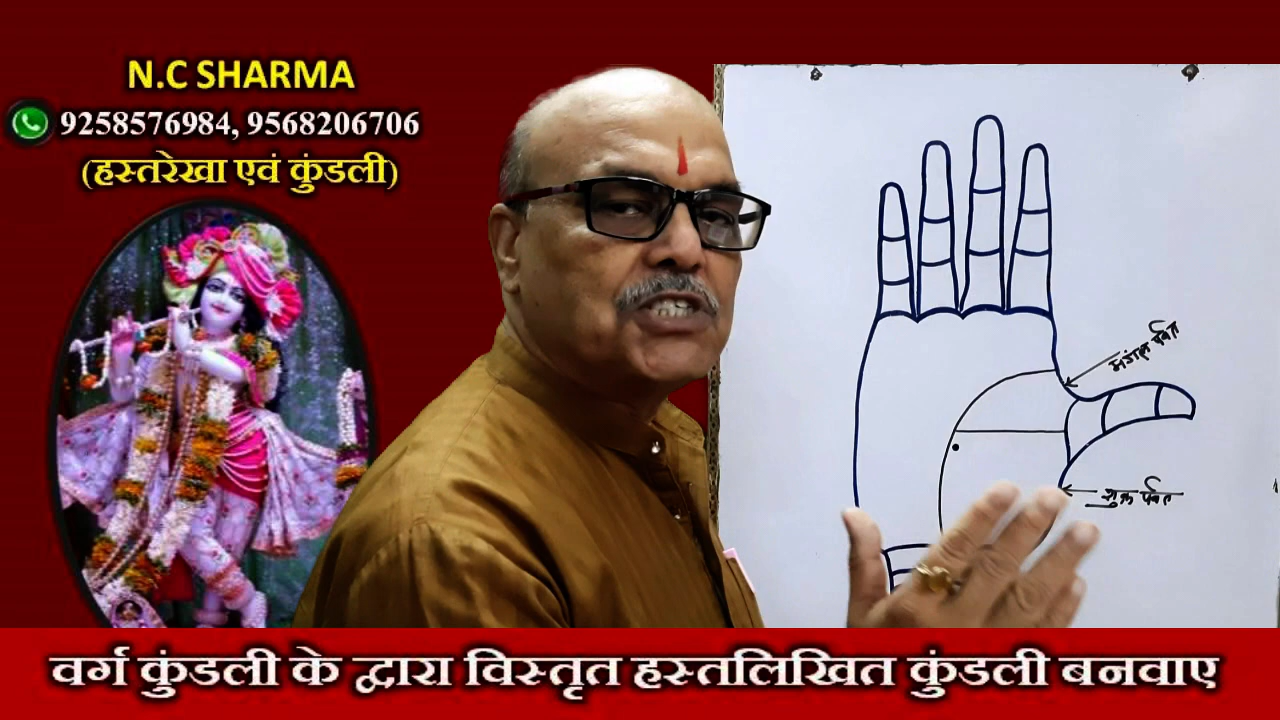 N.C SHARMA
9258576984, 9568206706
(हस्तरेखा एवं कुंडली)
मंगल पर्वत
शुक्र पर्वत
वर्ग कुंडली के द्वारा विस्तृत हस्तलिखित कुंडली बनवाए